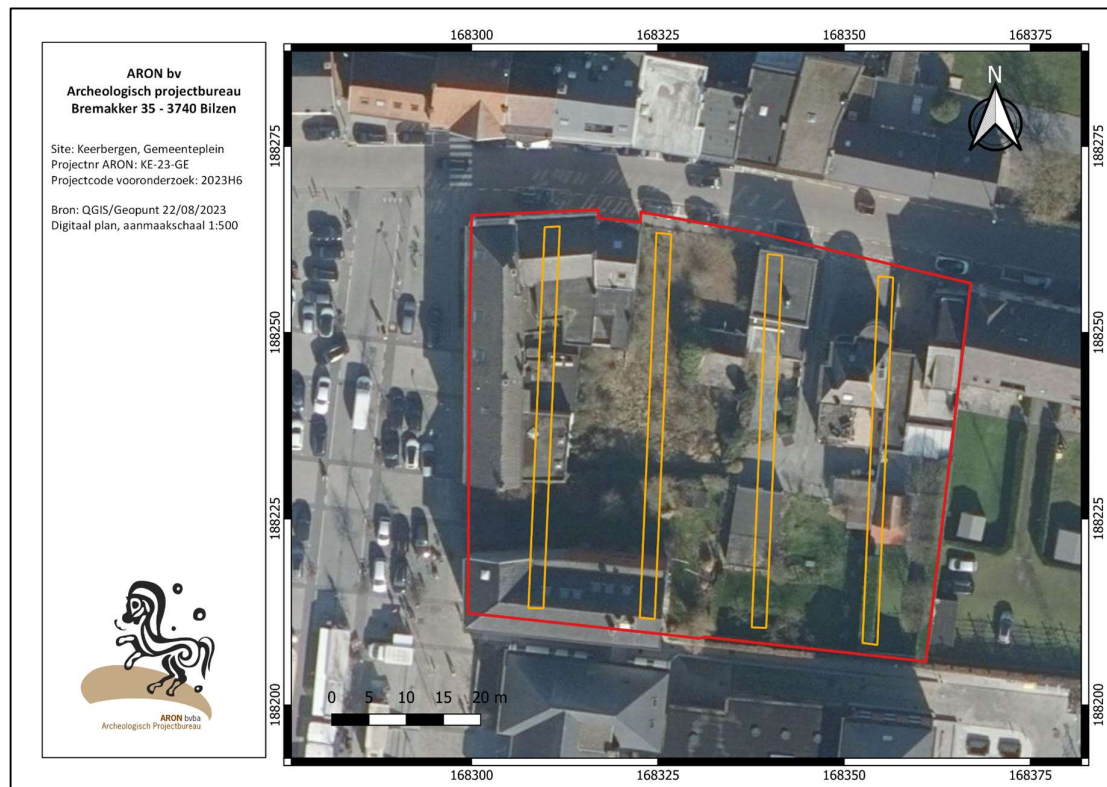 ARON bv
Archeologisch projectbureau
Bremakker 35 - 3740 Bilzen
Site: Keerbergen, Gemeenteplein
Projectnr ARON: KE-23-GE
Projectcode vooronderzoek: 2023H6
Bron: QGIS/Geopunt 22/08/2023
Digitaal plan, aanmaakschaal 1:500
ARON bvba
Archeologisch Projectbureau
168300 168325 168350 168375
N
188275 188275
188250 188250
188225 188225
188200 188200
0 5 10 15 20 m
168300 168325 168350 168375